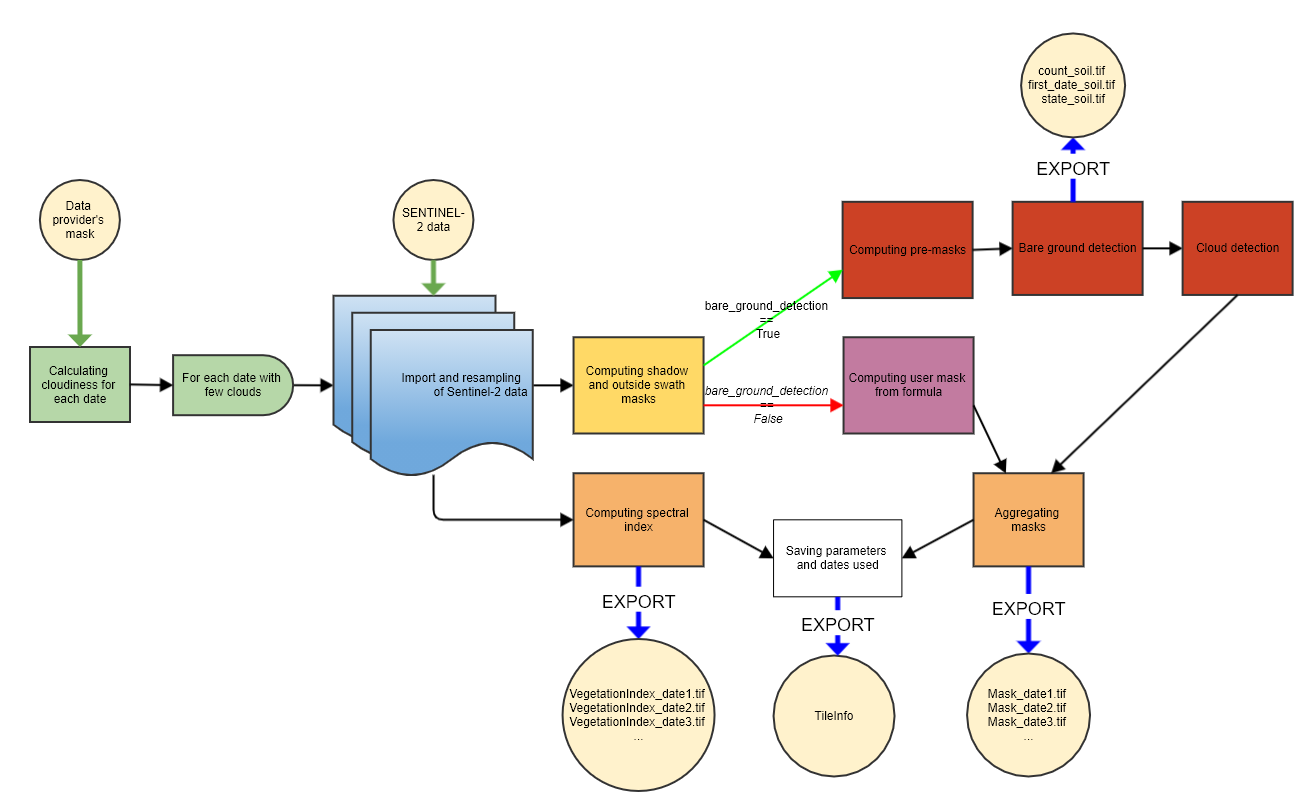 count_soil.tif
first_date_soil.tif
state_soil.tif
EXPORT
Data
provider's
mask
SENTINEL-
2 data
Computing pre-masks
Bare ground detection
Cloud detection
bare_ground_detection
==
True
Calculating
cloudiness for
each date
For each date with
few clouds
Import and resampling
of Sentinel-2 data
Computing shadow
and outside swath
masks
bare_ground_detection
==
False
Computing user mask
from formula
Computing spectral
index
Saving parameters
and dates used
Aggregating
masks
EXPORT
EXPORT
EXPORT
VegetationIndex_date1.tif
VegetationIndex_date2.tif
VegetationIndex_date3.tif
...
TileInfo
Mask_date1.tif
Mask_date2.tif
Mask_date3.tif
...